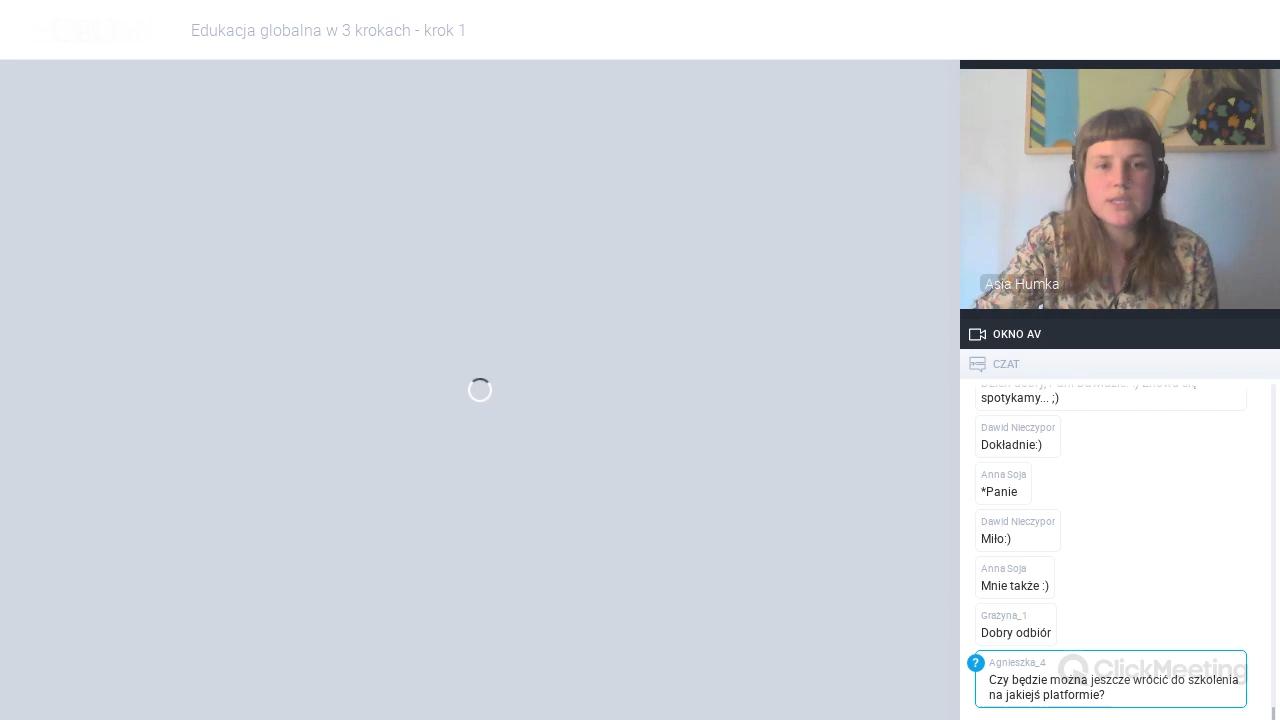 Edukacja globalna w 3 krokach - krok 1
Asia Humka
OKNO AV
CZAT
spotykamy... ;)
Dawid Nieczypor
Dokładnie:)
Anna Soja
*Panie
Dawid Nieczypor
Miło:)
Anna Soja
Mnie także :)
Grażyna_1
Dobry odbiór
?
Agnieszka_4
ClickMeeting
Czy będzie można jeszcze wrócić do szkolenia
na jakiejś platformie?